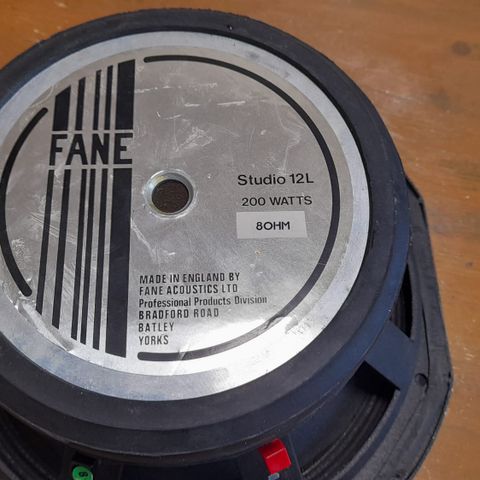 FANE
Studio 12L
200 WATTS
8OHM
MADE IN ENGLAND BY
FANE ACOUSTICS LTD
Professional Products Division
BRADFORD ROAD
BATLEY
YORKS